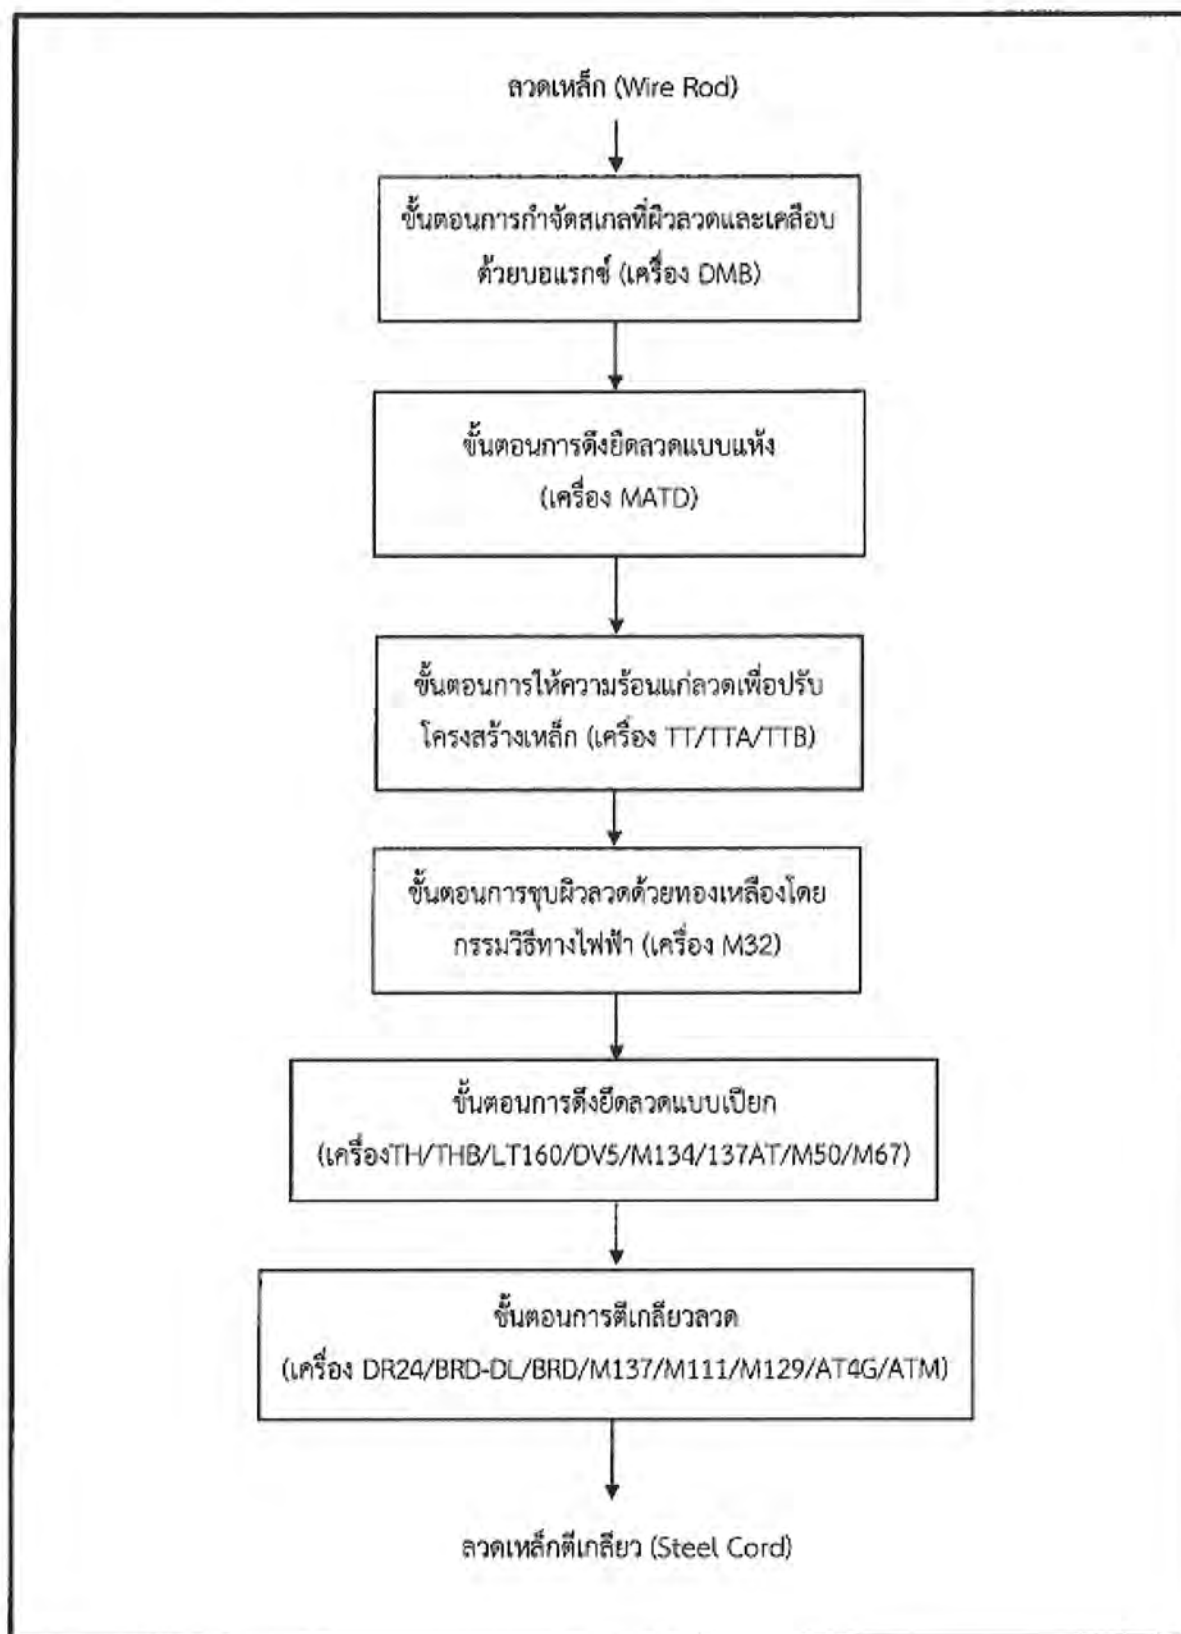 ลวดเหล็ก (Wire Rod)
ขั้นตอนการกำจัดสเกลที่ผิวลวดและเคลือบ
ด้วยบอแรกซ์ (เครื่อง DMB)
ขั้นตอนการดึงยืดลวดแบบแห้ง
(เครื่อง MATD)
ขั้นตอนการให้ความร้อนแก่ลวดเพื่อปรับ
โครงสร้างเหล็ก (เครื่อง TT/TTA/TTB)
ขั้นตอนการชุบผิวลวดด้วยทองเหลืองโดย
กรรมวิธีทางไฟฟ้า (เครื่อง M32)
ขั้นตอนการดึงยืดลวดแบบเปียก
(เครื่องTH/THB/LT160/DV5/M134/137AT/M50/M67)
ขั้นตอนการตีเกลียวลวด
(เครื่อง DR24/BRD-DL/BRD/M137/M111/M129/AT4G/ATM)
ลวดเหล็กตีเกลียว (Steel Cord)